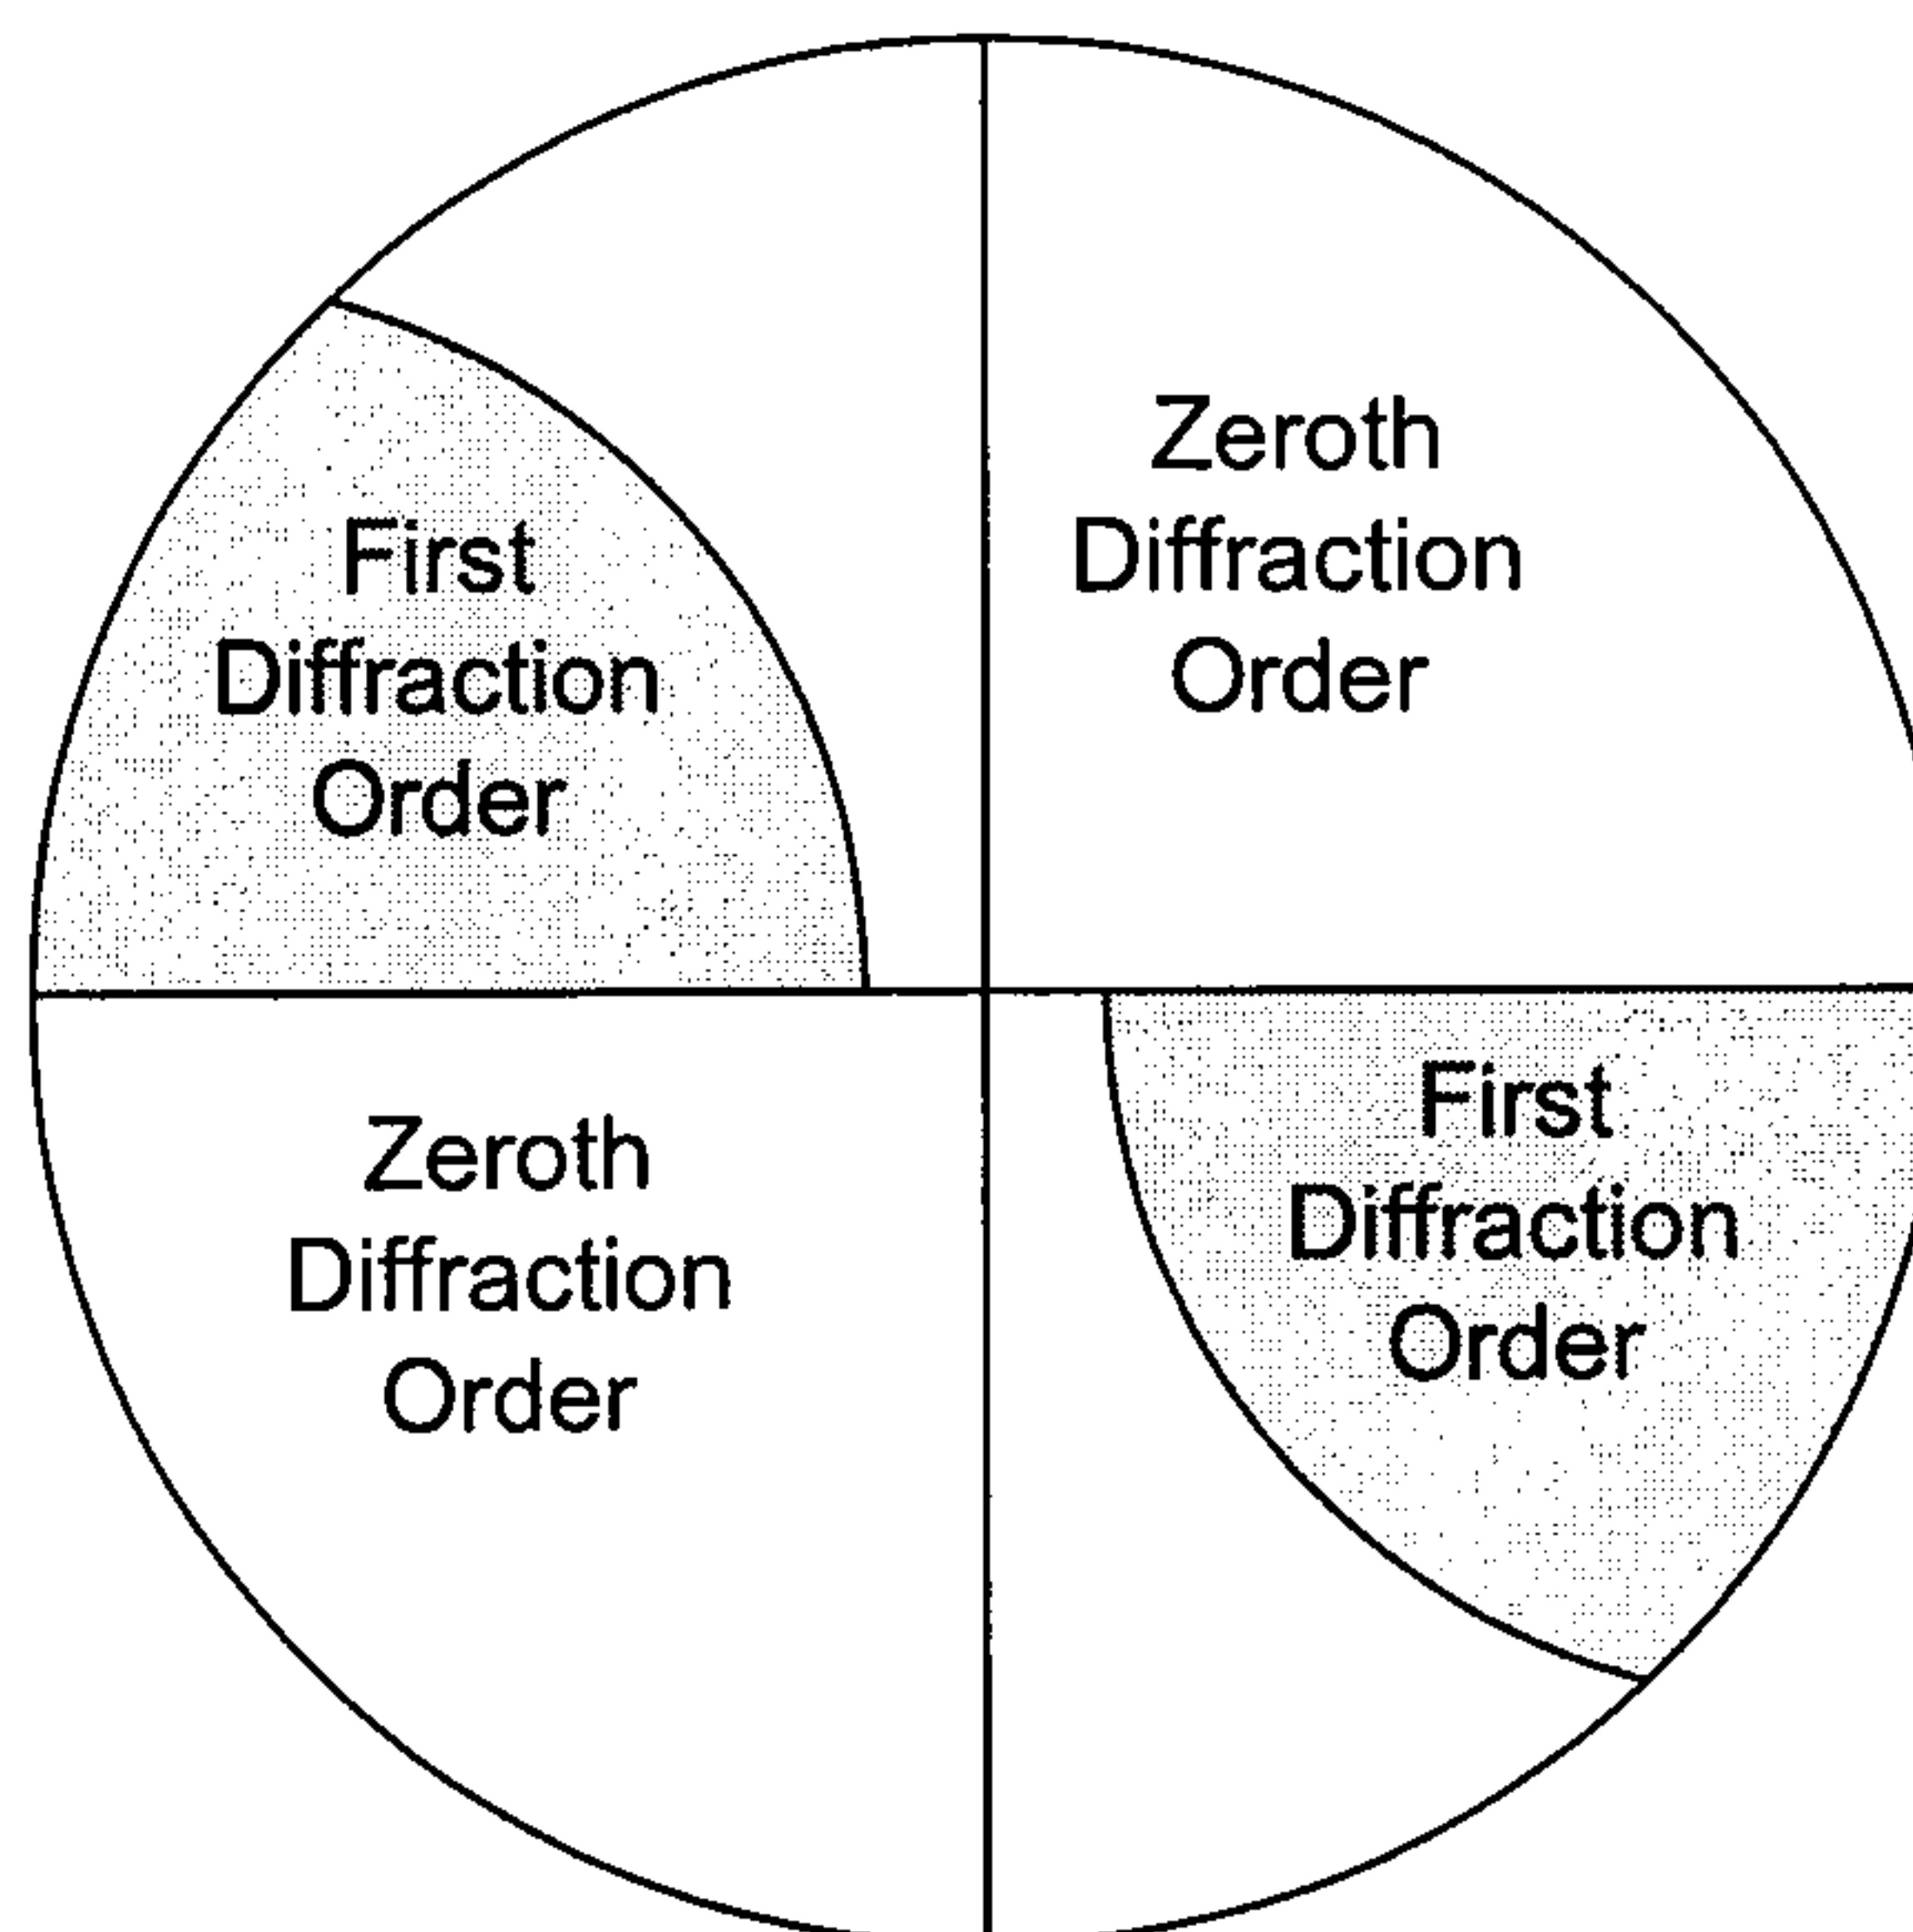 Zeroth
Diffraction
Order
First
Diffraction
Order
Zeroth
Diffraction
Order
First
Diffraction
Order